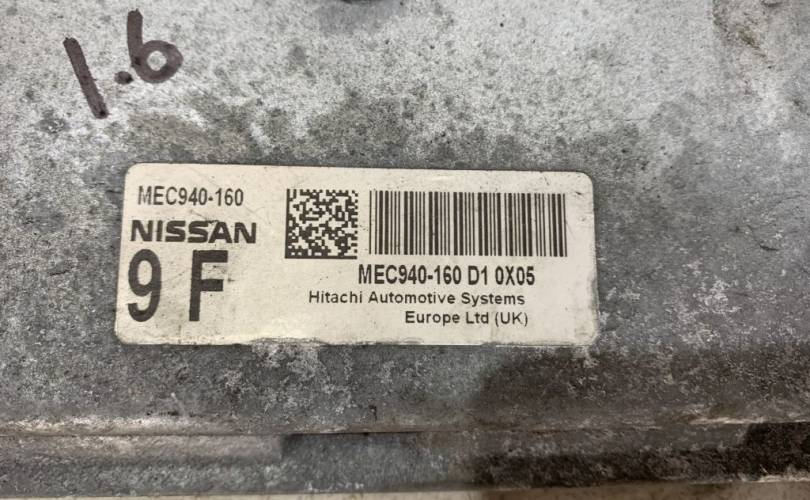 1.6
MEC940-160
NISSAN
9 F
MEC940-160 D1 0X05
Hitachi Automotive Systems
Europe Ltd (UK)